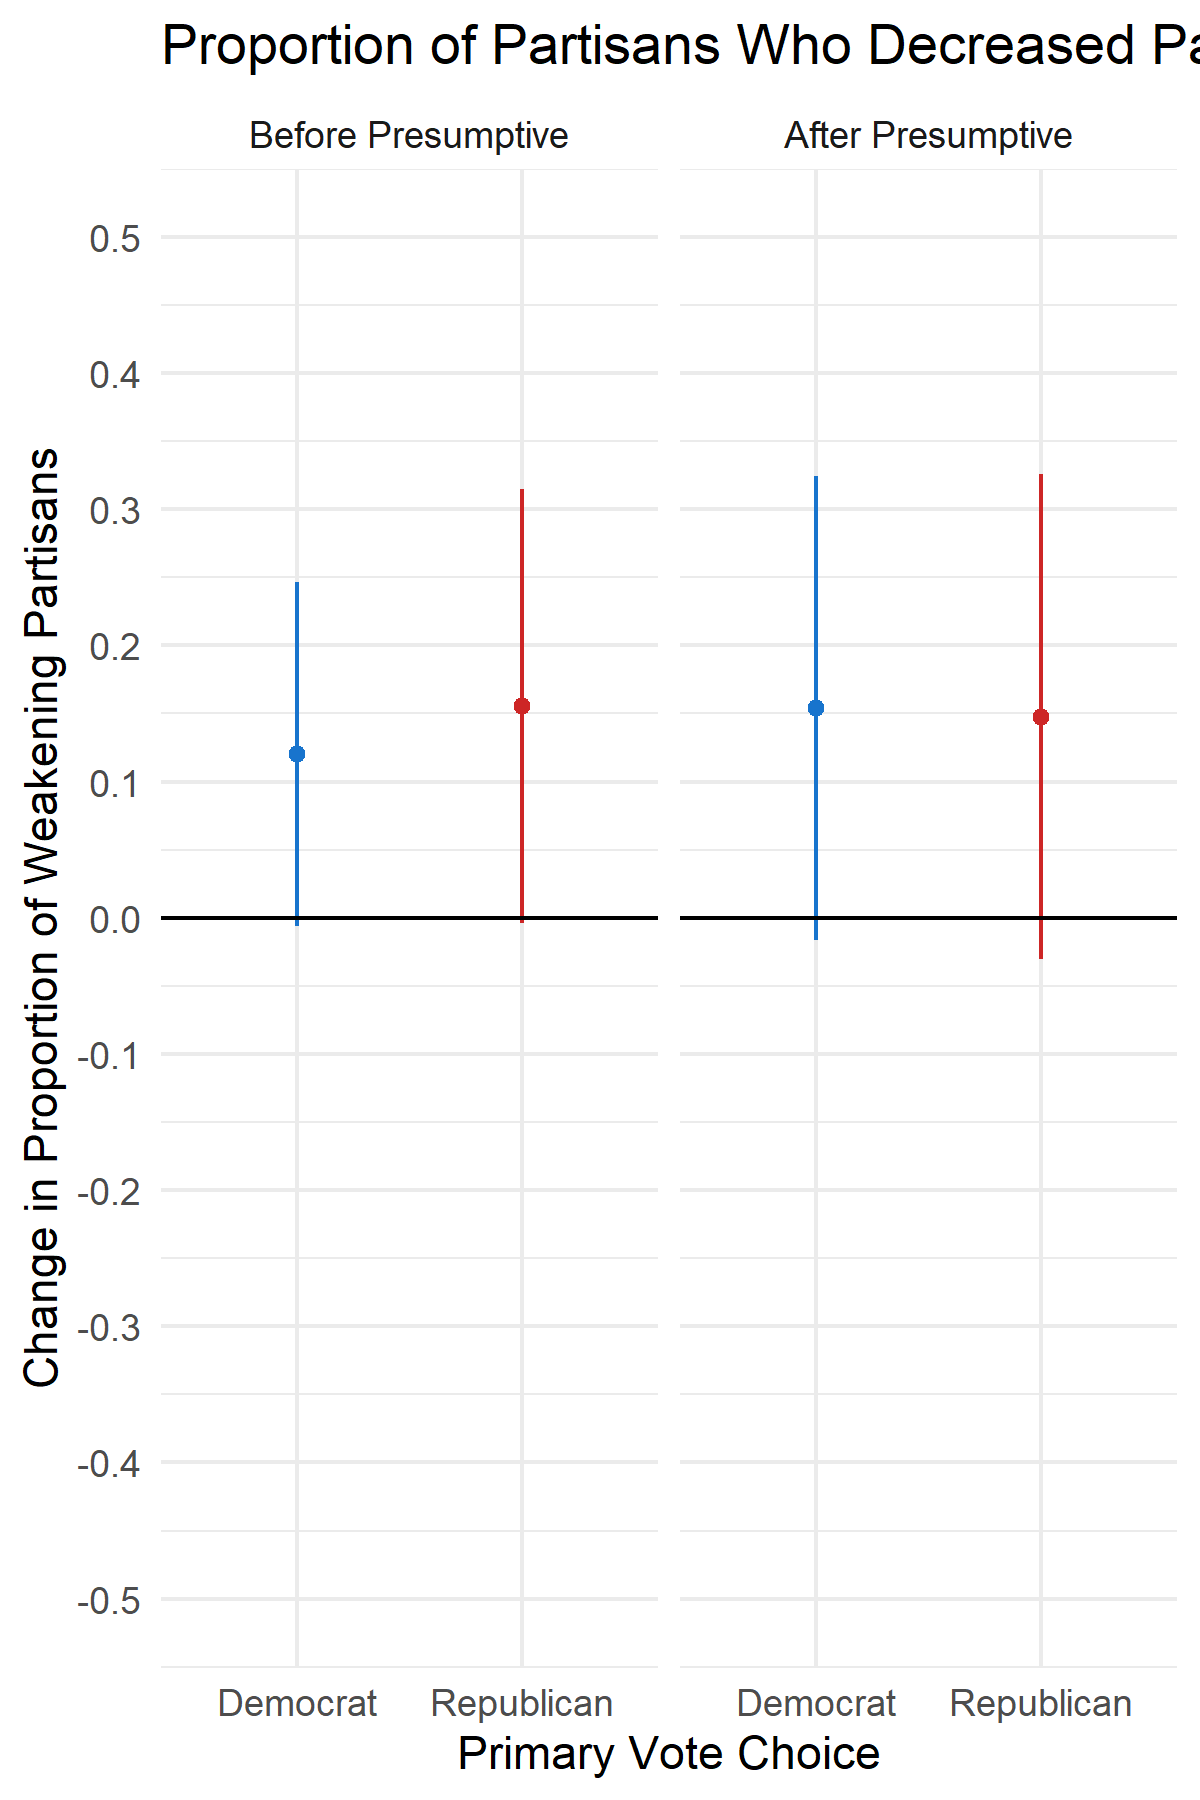 Proportion of Partisans Who Decreased Pa
Before Presumptive
After Presumptive
Change in Proportion of Weakening Partisans
0.5
0.4
0.3
0.2
0.1
0.0
-0.1
-0.2
-0.3
-0.4
-0.5
Democrat Republican Democrat Republican
Primary Vote Choice